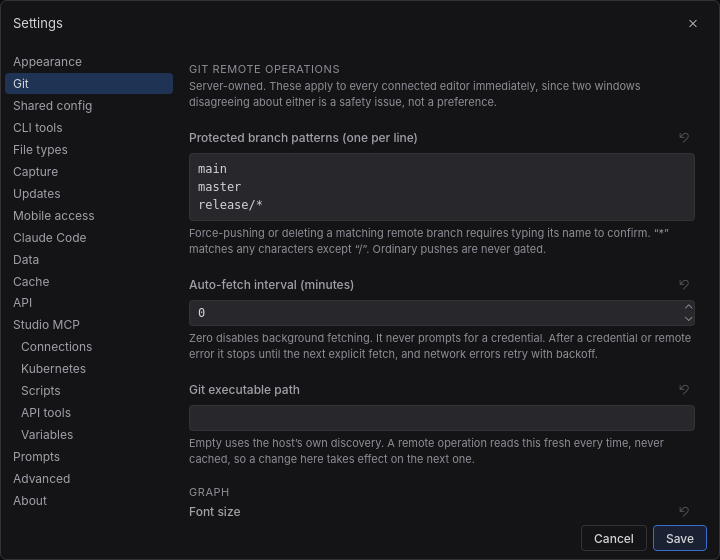 Settings
Appearance
Git
Shared config
CLI tools
File types
Capture
Updates
Mobile access
Claude Code
Data
Cache
API
Studio MCP
Connections
Kubernetes
Scripts
API tools
Variables
Prompts
Advanced
About
GIT REMOTE OPERATIONS
Server-owned. These apply to every connected editor immediately, since two windows
disagreeing about either is a safety issue, not a preference.
Protected branch patterns (one per line)
main
master
release/*
Force-pushing or deleting a matching remote branch requires typing its name to confirm. “*”
matches any characters except “/”. Ordinary pushes are never gated.
Auto-fetch interval (minutes)
0
Zero disables background fetching. It never prompts for a credential. After a credential or remote
error it stops until the next explicit fetch, and network errors retry with backoff.
Git executable path
Empty uses the host’s own discovery. A remote operation reads this fresh every time, never
cached, so a change here takes effect on the next one.
GRAPH
Font size
Cancel
Save